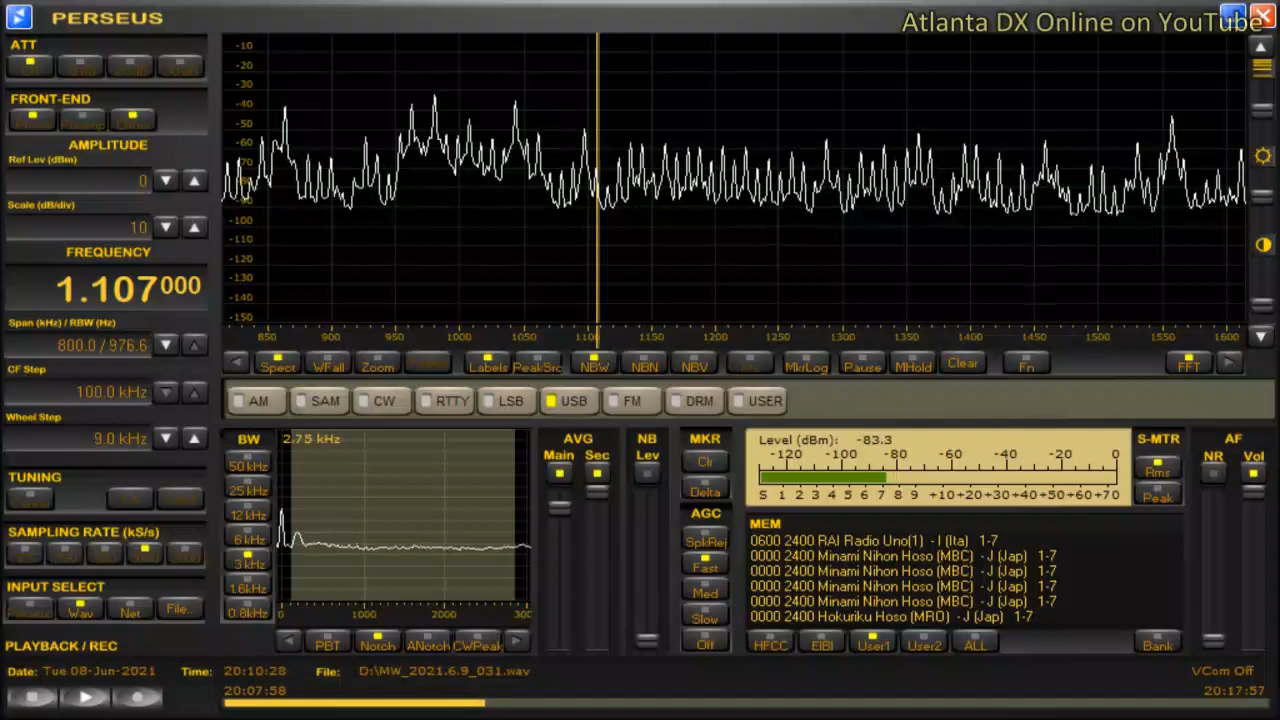 PERSEUS
Atlanta DX Online on YouTube
ATT
FRONT-END
AMPLITUDE
Ref Lev (dBm)
0
Scale (dB/div)
10
FREQUENCY
1.107000
Span (kHz) / RBW (Hz)
800.0 / 976.6
CF Step
100.0 kHz
Wheel Step
9.0 kHz
TUNING
SAMPLING RATE (kS/s)
INPUT SELECT
Wav Net File..
PLAYBACK / REC
-10
-20
-30
-40
-50
-60
-70
-80
-90
-100
-110
-120
-130
-140
-150
850 900 950 1000 1050 1100 1150 1200 1250 1300 1350 1400 1450 1500 1550 1600
Spect WFall Zoom Labels PeakSrc NBW NBN NBV MkrLog Pause MHold Clear Fn FFT
AM SAM CW RTTY LSB USB FM DRM USER
BW
50 kHz
25 kHz
12 kHz
6 kHz
3 kHz
1.6kHz
0.8kHz
2.75 kHz
0 1000 2000 300
PBT Notch ANotch CWPeak
AVG
Main Sec
NB
Lev
MKR
Clr
Delta
AGC
SpkRej
Fast
Med
Slow
Off
Level (dBm): -83.3
-120 -100 -80 -60 -40 -20 0
S 1 2 3 4 5 6 7 8 9 +10+20+30+40+50+60+70
S-MTR
Rms
Peak
AF
NR Vol
MEM
0600 2400 RAI Radio Uno(1) - I (Ita) 1-7
0000 2400 Minami Nihon Hoso (MBC) - J (Jap) 1-7
0000 2400 Minami Nihon Hoso (MBC) - J (Jap) 1-7
0000 2400 Minami Nihon Hoso (MBC) - J (Jap) 1-7
0000 2400 Minami Nihon Hoso (MBC) - J (Jap) 1-7
0000 2400 Hokuriku Hoso (MRO) - J (Jap) 1-7
HFCC EIBI User1 User2 ALL Bank
Date: Tue 08-Jun-2021 Time: 20:10:28 File: D:\MW_2021.6.9_031.wav VCom Off
20:07:58 20:17:57